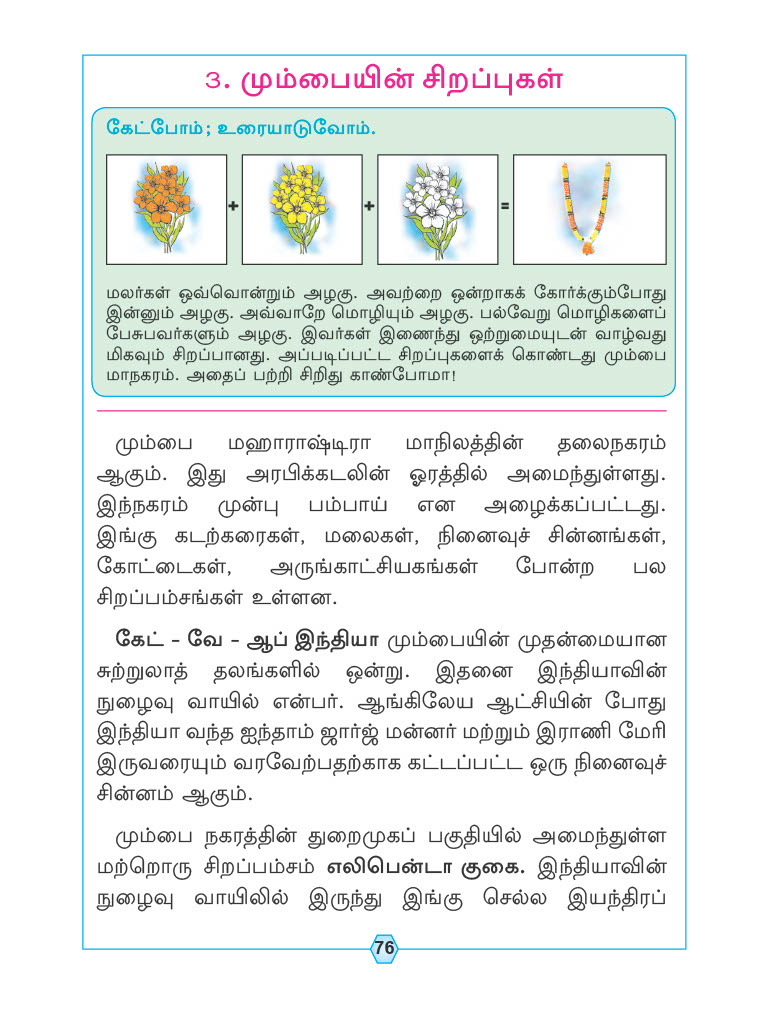 3. மும்பையின் சிறப்புகள்
கேட்போம்; உரையாடுவோம்.
+ + =
மலர்கள் ஒவ்வொன்றும் அழகு. அவற்றை ஒன்றாகக் கோர்க்கும்போது
இன்னும் அழகு. அவ்வாறே மொழியும் அழகு. பல்வேறு மொழிகளைப்
பேசுபவர்களும் அழகு. இவர்கள் இணைந்து ஒற்றுமையுடன் வாழ்வது
மிகவும் சிறப்பானது. அப்படிப்பட்ட சிறப்புகளைக் கொண்டது மும்பை
மாநகரம். அதைப் பற்றி சிறிது காண்போமா!
மும்பை மஹாராஷ்டிரா மாநிலத்தின் தலைநகரம்
ஆகும். இது அரபிக்கடலின் ஓரத்தில் அமைந்துள்ளது.
இந்நகரம் முன்பு பம்பாய் என அழைக்கப்பட்டது.
இங்கு கடற்கரைகள், மலைகள், நினைவுச் சின்னங்கள்,
கோட்டைகள், அருங்காட்சியகங்கள் போன்ற பல
சிறப்பம்சங்கள் உள்ளன.
கேட் – வே – ஆப் இந்தியா மும்பையின் முதன்மையான
சுற்றுலாத் தலங்களில் ஒன்று. இதனை இந்தியாவின்
நுழைவு வாயில் என்பர். ஆங்கிலேய ஆட்சியின் போது
இந்தியா வந்த ஐந்தாம் ஜார்ஜ் மன்னர் மற்றும் இராணி மேரி
இருவரையும் வரவேற்பதற்காக கட்டப்பட்ட ஒரு நினைவுச்
சின்னம் ஆகும்.
மும்பை நகரத்தின் துறைமுகப் பகுதியில் அமைந்துள்ள
மற்றொரு சிறப்பம்சம் எலிபென்டா குகை. இந்தியாவின்
நுழைவு வாயிலில் இருந்து இங்கு செல்ல இயந்திரப்
76